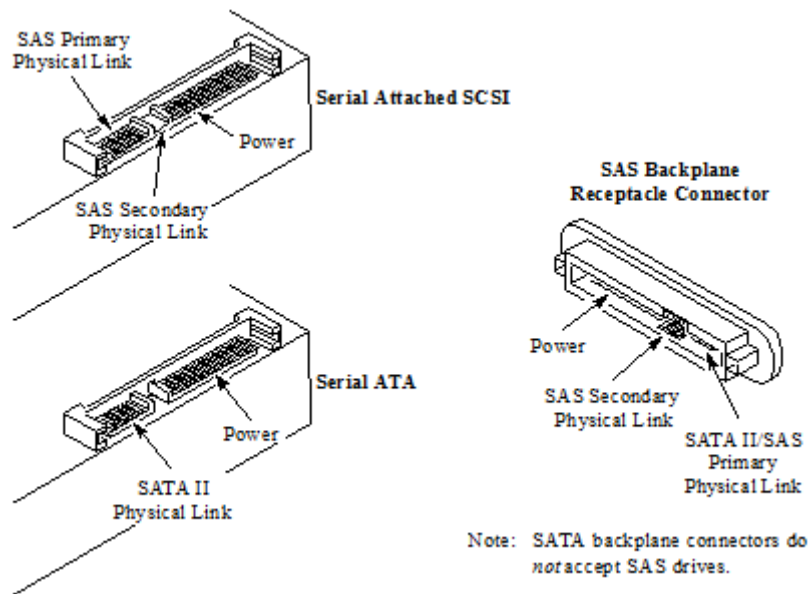 SAS Primary
Physical Link
Serial Attached SCSI
Power
SAS Secondary
Physical Link
Serial ATA
Power
SATA II
Physical Link
SAS Backplane
Receptacle Connector
Power
SAS Secondary
Physical Link
SATA II/SAS
Primary
Physical Link
Note: SATA backplane connectors do
not accept SAS drives.